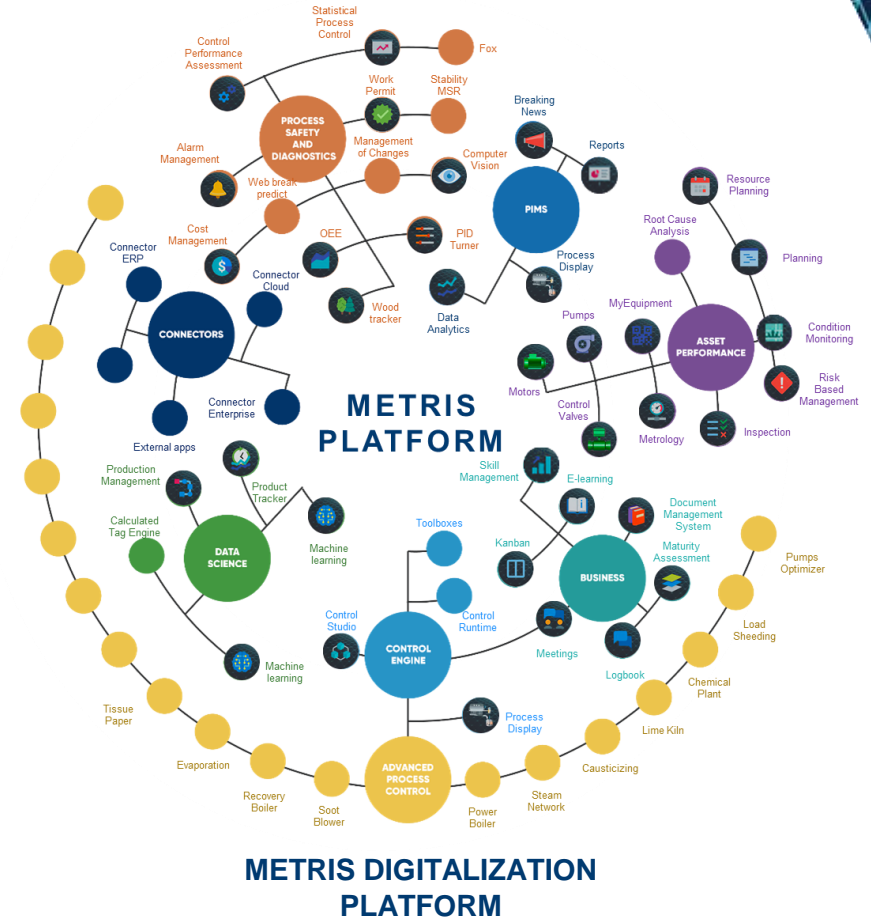 Statistical
Process
Control
Fox
Control
Performance
Assessment
Work
Permit
Stability
MSR
PROCESS
SAFETY
AND
DIAGNOSTICS
Alarm
Management
Management
of Changes
Computer
Vision
Web break
predict
Cost
Management
OEE
PID
Turner
Wood
tracker
Breaking
News
Reports
PIMS
Process
Display
Data
Analytics
Resource
Planning
Root Cause
Analysis
Planning
MyEquipment
Pumps
ASSET
PERFORMANCE
Condition
Monitoring
Motors
Control
Valves
Metrology
Inspection
Risk
Based
Management
Connector
ERP
Connector
Cloud
CONNECTORS
Connector
Enterprise
External apps
METRIS
PLATFORM
Production
Management
Product
Tracker
Calculated
Tag Engine
DATA
SCIENCE
Machine
learning
Machine
learning
Skill
Management
E-learning
Document
Management
System
Kanban
Maturity
Assessment
BUSINESS
Meetings
Logbook
Toolboxes
Control
Runtime
Control
Studio
CONTROL
ENGINE
Process
Display
Pumps
Optimizer
Load
Sheeding
Chemical
Plant
Lime Kiln
Causticizing
Steam
Network
Power
Boiler
ADVANCED
PROCESS
CONTROL
Soot
Blower
Recovery
Boiler
Evaporation
Tissue
Paper
METRIS DIGITALIZATION
PLATFORM